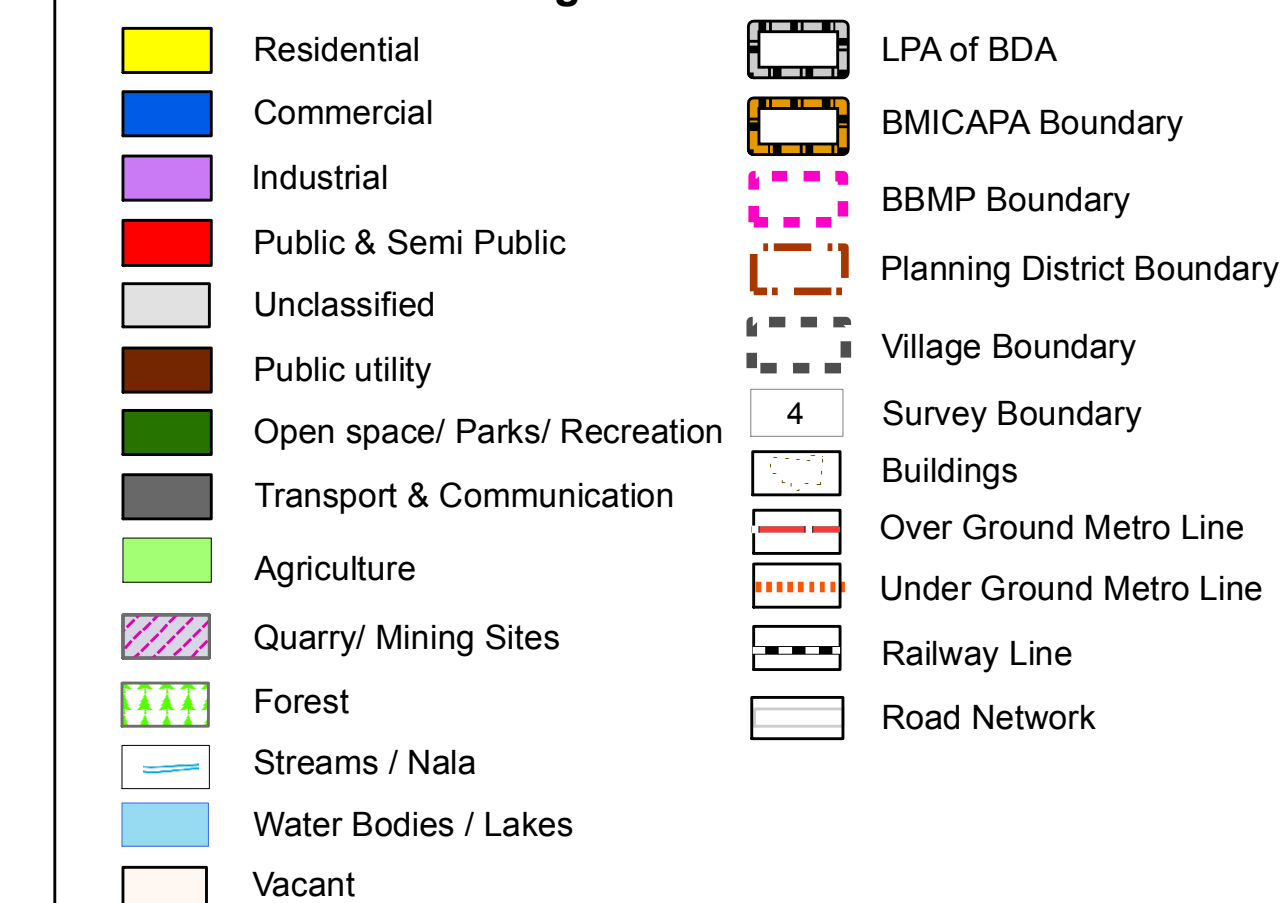 Residential
Commercial
Industrial
Public & Semi Public
Unclassified
Public utility
Open space/ Parks/ Recreation
Transport & Communication
Agriculture
Quarry/ Mining Sites
Forest
Streams / Nala
Water Bodies / Lakes
Vacant
LPA of BDA
BMICAPA Boundary
BBMP Boundary
Planning District Boundary
Village Boundary
4 Survey Boundary
Buildings
Over Ground Metro Line
Under Ground Metro Line
Railway Line
Road Network